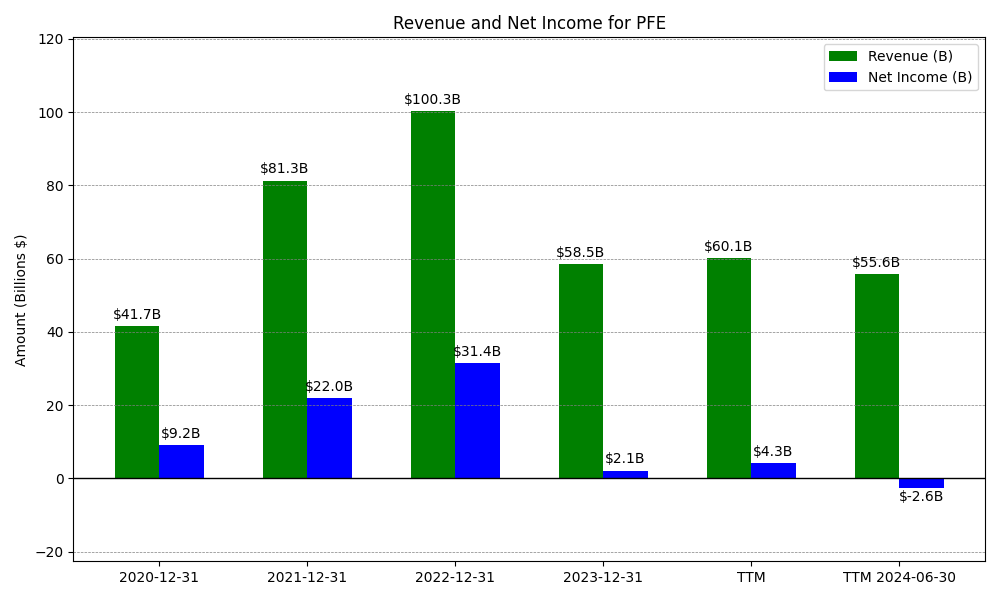 Revenue and Net Income for PFE
Revenue (B)
Net Income (B)
Amount (Billions $)
120
100
80
60
40
20
0
−20
$41.7B
$9.2B
$81.3B
$22.0B
$100.3B
$31.4B
$58.5B
$2.1B
$60.1B
$4.3B
$55.6B
$-2.6B
2020-12-31
2021-12-31
2022-12-31
2023-12-31
TTM
TTM 2024-06-30